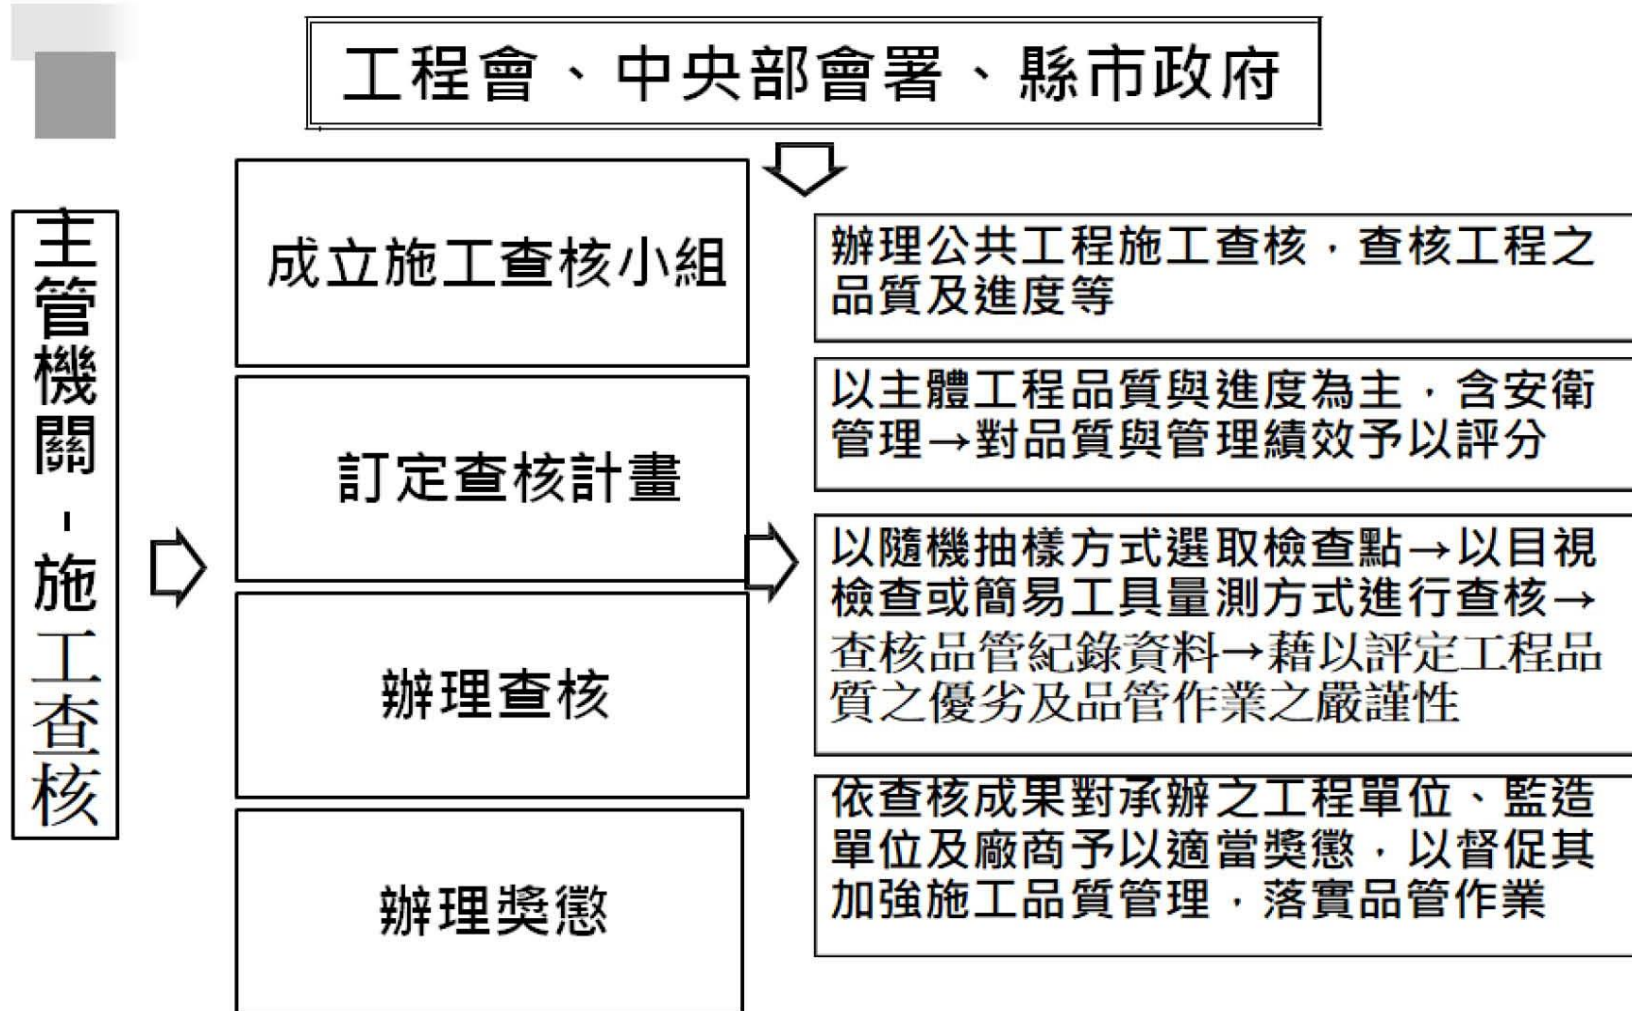 工程會、中央部會署、縣市政府
主管機關-施工查核
成立施工查核小組
辦理公共工程施工查核，查核工程之
品質及進度等
訂定查核計畫
以主體工程品質與進度為主，含安衛
管理→對品質與管理績效予以評分
辦理查核
以隨機抽樣方式選取檢查點→以目視
檢查或簡易工具量測方式進行查核→
查核品管紀錄資料→藉以評定工程品
質之優劣及品管作業之嚴謹性
辦理獎懲
依查核成果對承辦之工程單位、監造
單位及廠商予以適當獎懲，以督促其
加強施工品質管理，落實品管作業